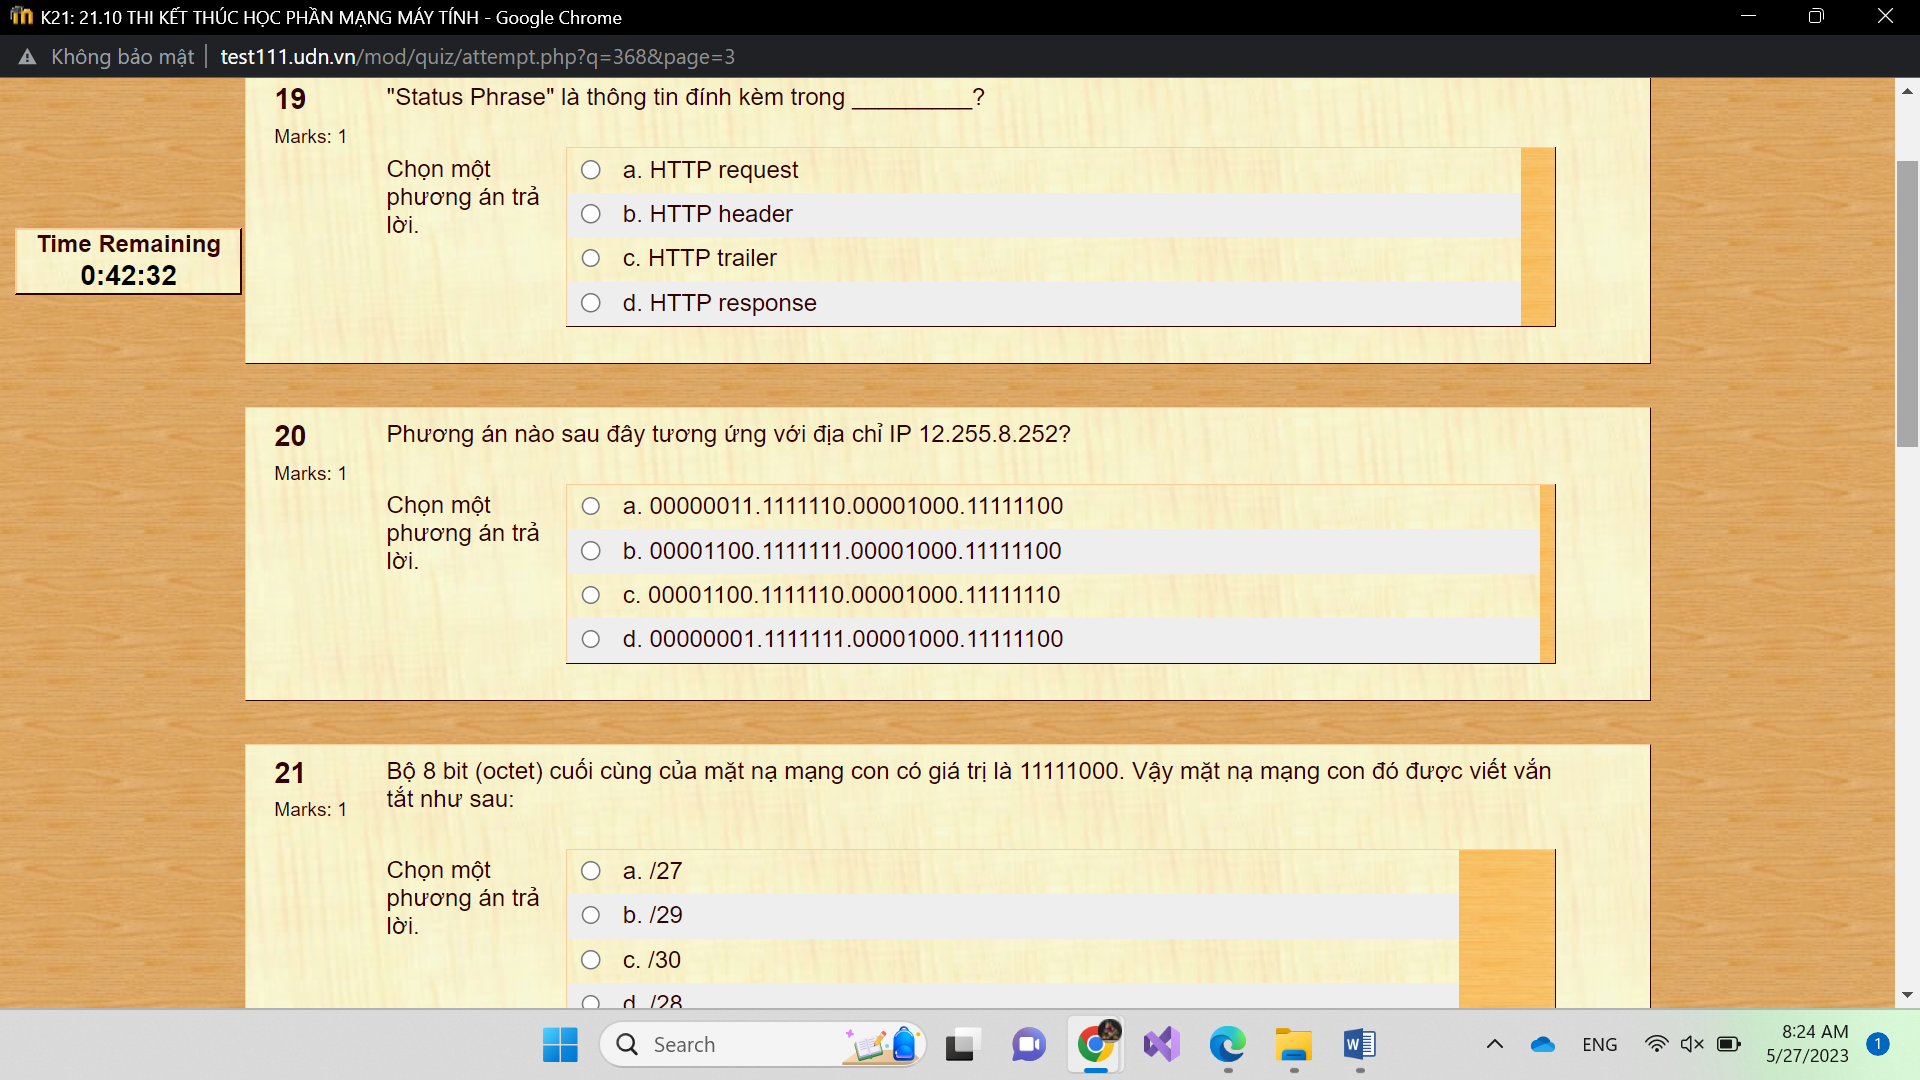 K21: 21.10 THI KẾT THÚC HỌC PHẦN MẠNG MÁY TÍNH - Google Chrome
Không bảo mật test111.udn.vn/mod/quiz/attempt.php?q=368&page=3
19 "Status Phrase" là thông tin đính kèm trong _________?
Marks: 1
Chọn một
phương án trả
lời.
a. HTTP request
b. HTTP header
c. HTTP trailer
d. HTTP response
Time Remaining
0:42:32
20 Phương án nào sau đây tương ứng với địa chỉ IP 12.255.8.252?
Marks: 1
Chọn một
phương án trả
lời.
a. 00000011.1111110.00001000.11111100
b. 00001100.1111111.00001000.11111100
c. 00001100.1111110.00001000.11111110
d. 00000001.1111111.00001000.11111100
21 Bộ 8 bit (octet) cuối cùng của mặt nạ mạng con có giá trị là 11111000. Vậy mặt nạ mạng con đó được viết vắn
tắt như sau:
Marks: 1
Chọn một
phương án trả
lời.
a. /27
b. /29
c. /30
d. /28
Search
ENG
8:24 AM
5/27/2023
1